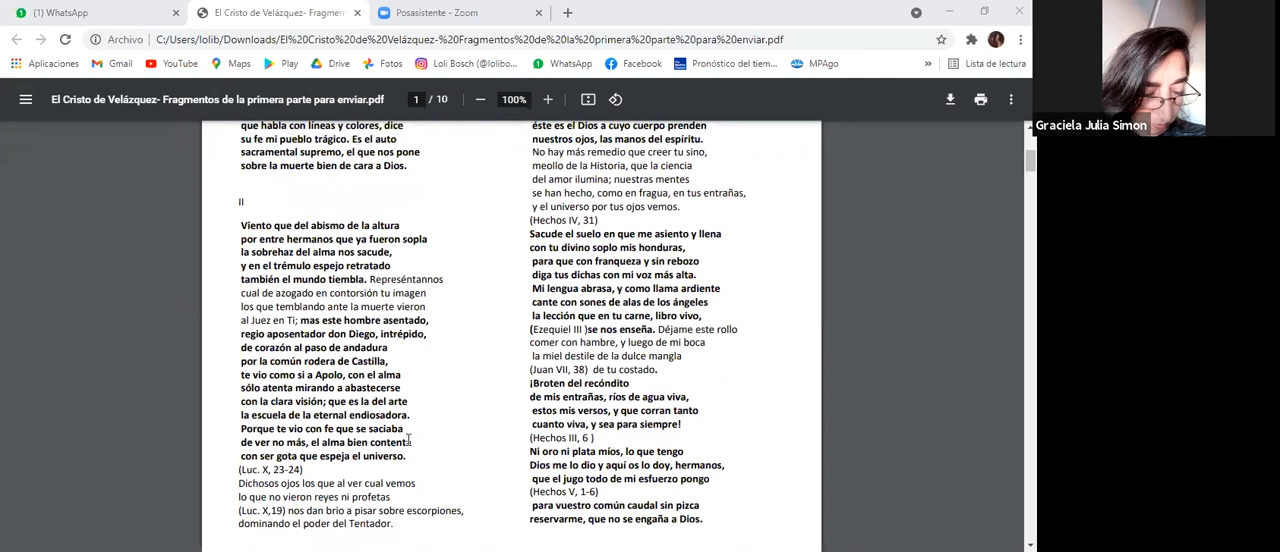 (1) WhatsApp
El Cristo de Velázquez- Fragmen
Posasistente - Zoom
Archivo
C:/Users/lolib/Downloads/El%20Cristo%20de%20Velázquez-%20Fragmentos%20de%20la%20primera%20parte%20para%20enviar.pdf
Aplicaciones
Gmail
YouTube
Maps
Play
Drive
Fotos
Loli Bosch (@lolibo...
WhatsApp
Facebook
Pronóstico del tiem...
MPAgo
»
Lista de lectura
El Cristo de Velázquez- Fragmentos de la primera parte para enviar.pdf
1 / 10
100%
Graciela Julia Simon
que habla con líneas y colores, dice
su fe mi pueblo trágico. Es el auto
sacramental supremo, el que nos pone
sobre la muerte bien de cara a Dios.
II
Viento que del abismo de la altura
por entre hermanos que ya fueron sopla
la sobrehaz del alma nos sacude,
y en el trémulo espejo retratado
también el mundo tiembla. Represéntannos
cual de azogado en contorsión tu imagen
los que temblando ante la muerte vieron
al Juez en Ti; mas este hombre asentado,
regio aposentador don Diego, intrépido,
de corazón al paso de andadura
por la común rodera de Castilla,
te vio como si a Apolo, con el alma
sólo atenta mirando a abastecerse
con la clara visión; que es la del arte
la escuela de la eternal endiosadora.
Porque te vio con fe que se saciaba
de ver no más, el alma bien content
con ser gota que espeja el universo.
(Luc. X, 23-24)
Dichosos ojos los que al ver cual vemos
lo que no vieron reyes ni profetas
(Luc. X,19) nos dan brio a pisar sobre escorpiones,
dominando el poder del Tentador.
éste es el Dios a cuyo cuerpo prenden
nuestros ojos, las manos del espíritu.
No hay más remedio que creer tu sino,
meollo de la Historia, que la ciencia
del amor ilumina; nuestras mentes
se han hecho, como en fragua, en tus entrañas,
y el universo por tus ojos vemos.
(Hechos IV, 31)
Sacude el suelo en que me asiento y llena
con tu divino soplo mis honduras,
para que con franqueza y sin rebozo
diga tus dichas con mi voz más alta.
Mi lengua abrasa, y como llama ardiente
cante con sones de alas de los ángeles
la lección que en tu carne, libro vivo,
(Ezequiel III )se nos enseña. Déjame este rollo
comer con hambre, y luego de mi boca
la miel destile de la dulce mangla
(Juan VII, 38) de tu costado.
¡Broten del recóndito
de mis entrañas, ríos de agua viva,
estos mis versos, y que corran tanto
cuanto viva, y sea para siempre!
(Hechos III, 6 )
Ni oro ni plata míos, lo que tengo
Dios me lo dio y aquí os lo doy, hermanos,
que el jugo todo de mi esfuerzo pongo
(Hechos V, 1-6)
para vuestro común caudal sin pizca
reservarme, que no se engaña a Dios.